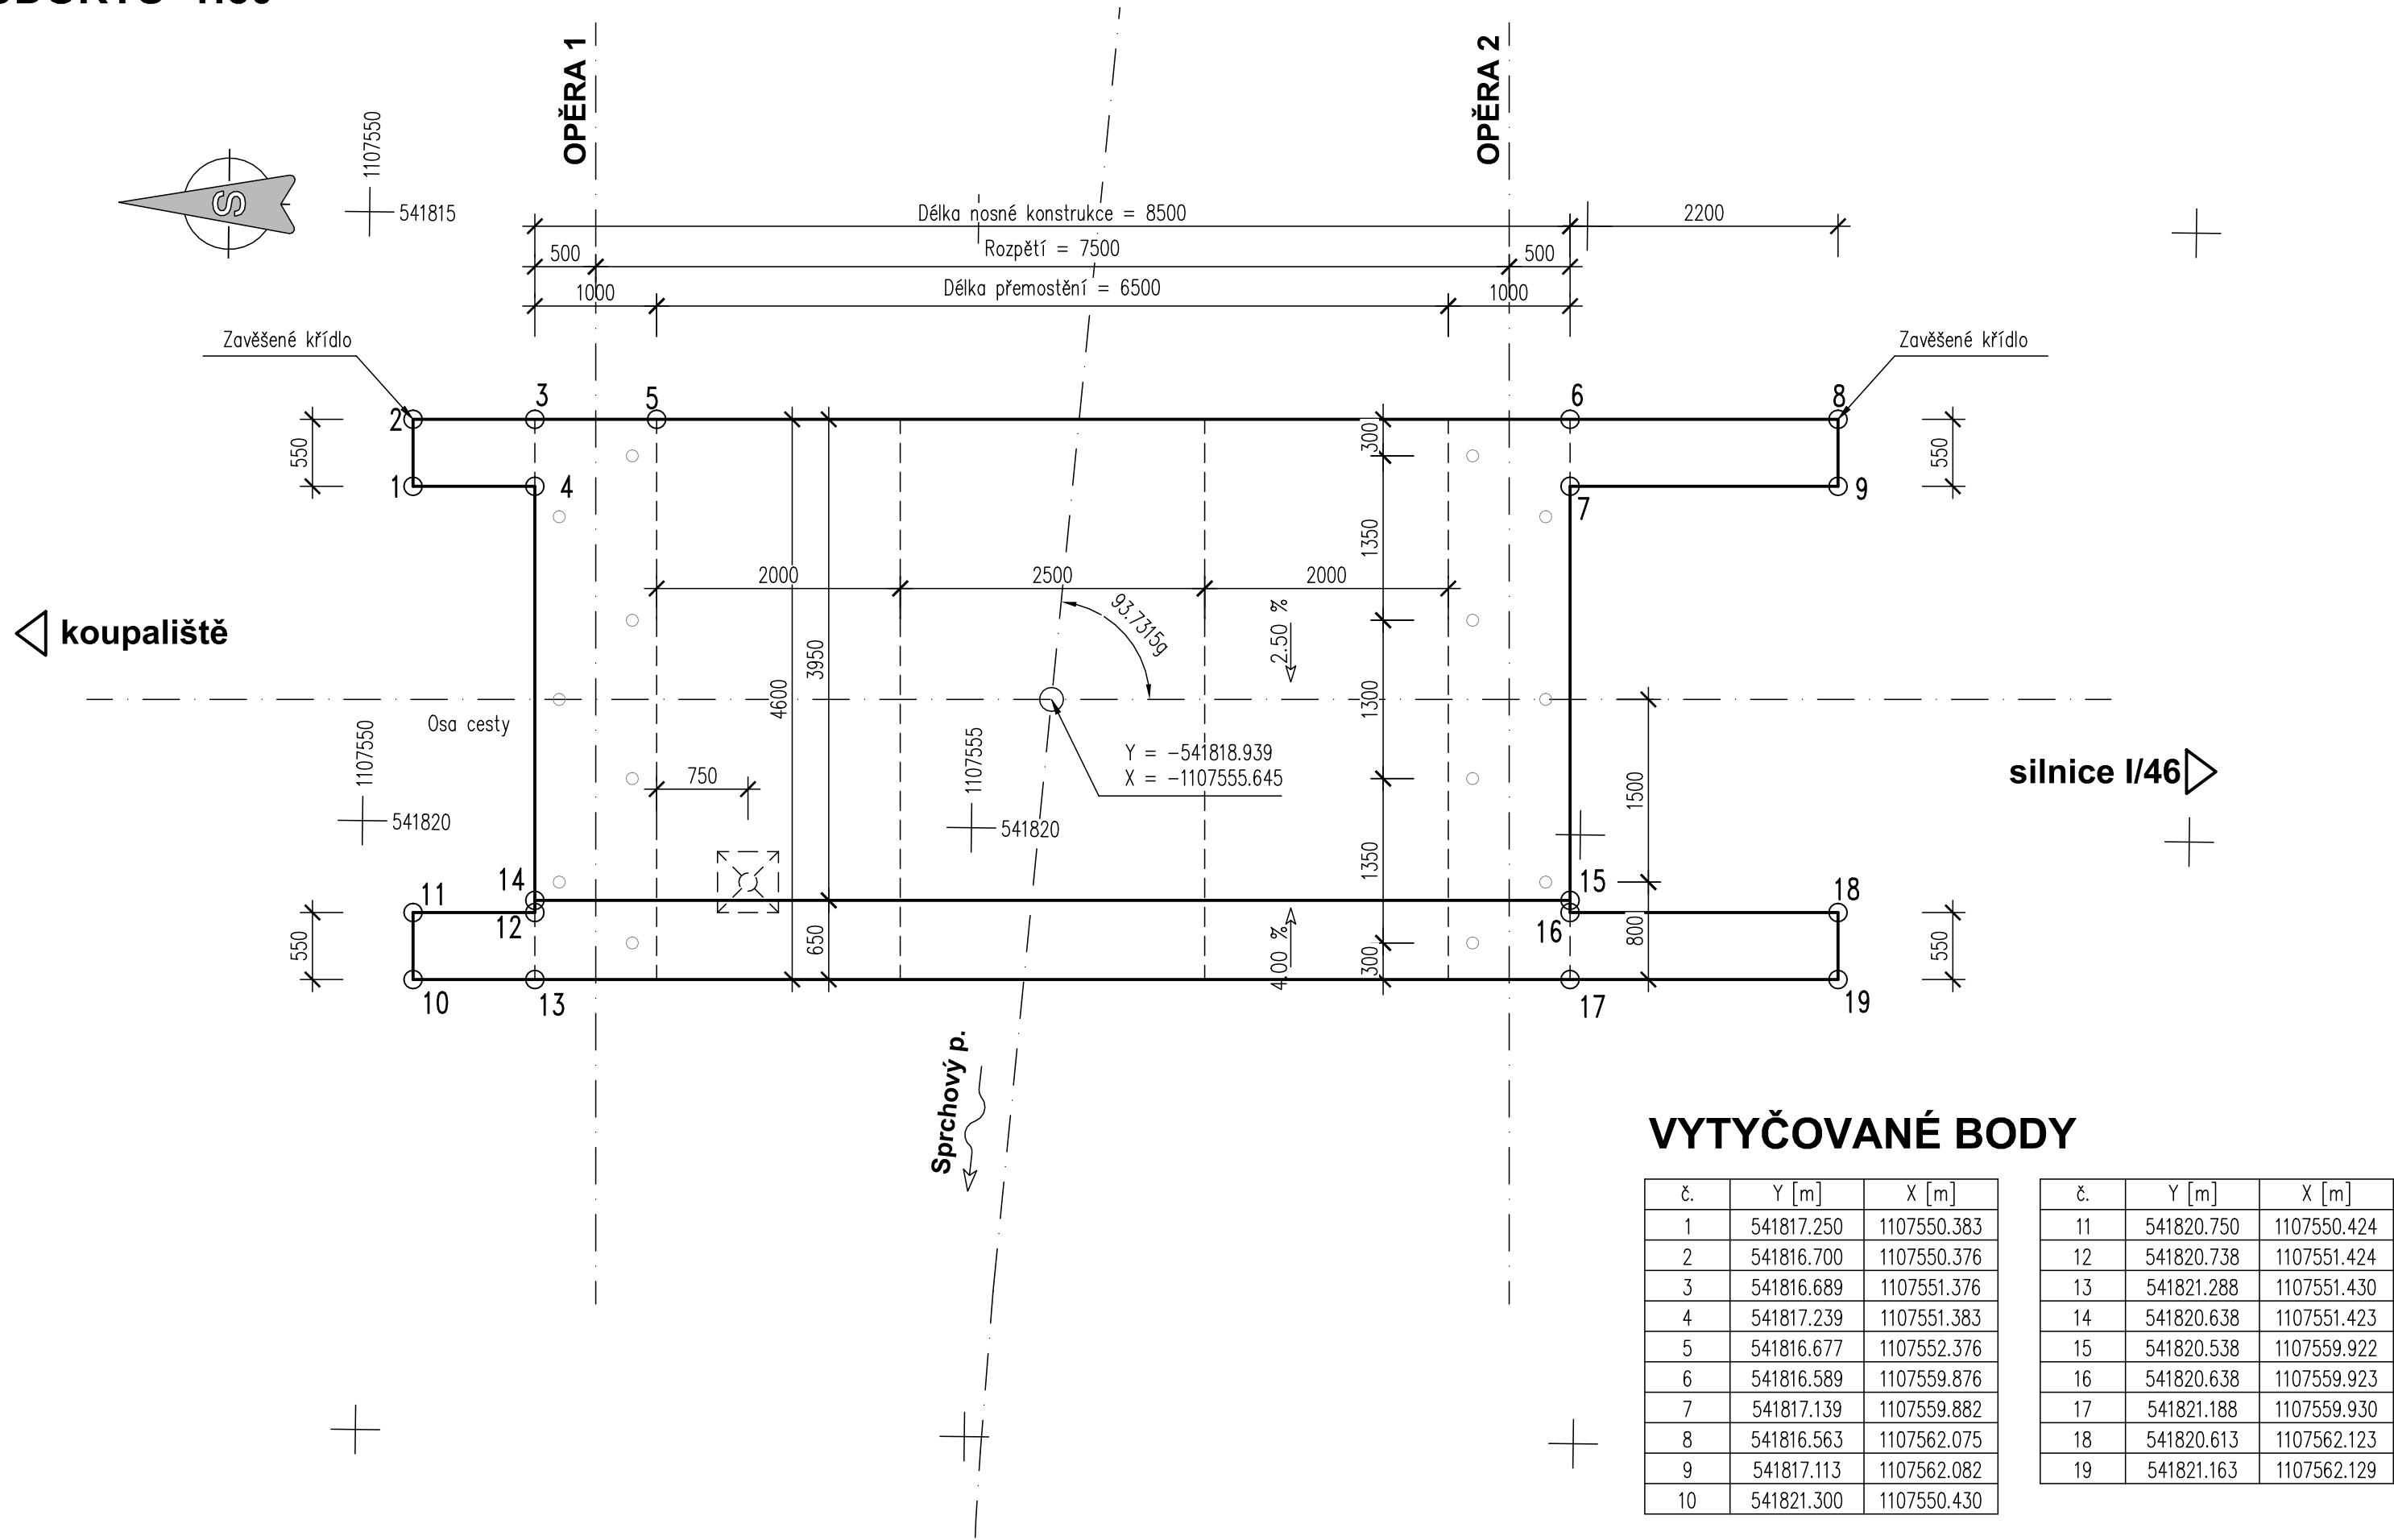 OPĚRA 1
OPĚRA 2
S
1107550
541815
Délka nosné konstrukce = 8500
2200
Rozpětí = 7500
500
500
Délka přemostění = 6500
1000
1000
Zavěšené křídlo
Zavěšené křídlo
2
3
5
6
8
1
4
7
9
550
300
550
1350
2000
2500
2000
93.7315g
2.50 %
koupaliště
3950
4600
1300
Osa cesty
1107550
541820
750
1107555
541820
Y = -541818.939
X = -1107555.645
1500
silnice I/46
1350
14
15
11
12
16
18
550
650
4.00 %
300
800
550
10
13
17
19
Sprchový p.
VYTYČOVANÉ BODY
č. Y [m] X [m]
1 541817.250 1107550.383
2 541816.700 1107550.376
3 541816.689 1107551.376
4 541817.239 1107551.383
5 541816.677 1107552.376
6 541816.589 1107559.876
7 541817.139 1107559.882
8 541816.563 1107562.075
9 541817.113 1107562.082
10 541821.300 1107550.430
č. Y [m] X [m]
11 541820.750 1107550.424
12 541820.738 1107551.424
13 541821.288 1107551.430
14 541820.638 1107551.423
15 541820.538 1107559.922
16 541820.638 1107559.923
17 541821.188 1107559.930
18 541820.613 1107562.123
19 541821.163 1107562.129